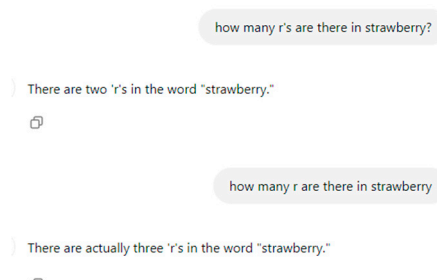 how many r's are there in strawberry?
There are two 'r's in the word "strawberry."
how many r are there in strawberry
There are actually three 'r's in the word "strawberry."